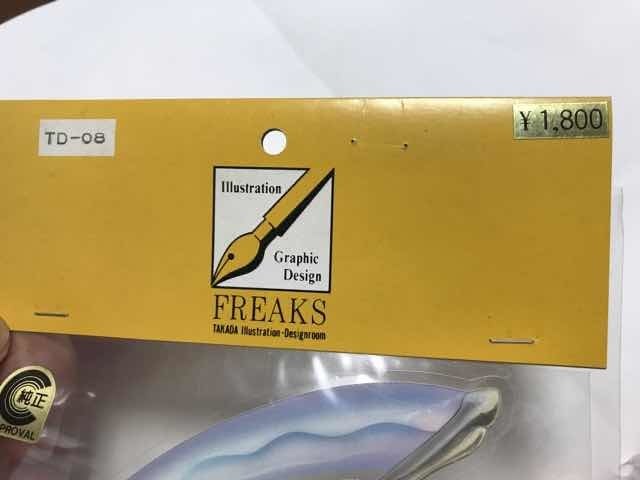 TD-08
¥1,800
Illustration
Graphic
Design
FREAKS
TAKADA Illustration·Designroom
純正
PROVAL